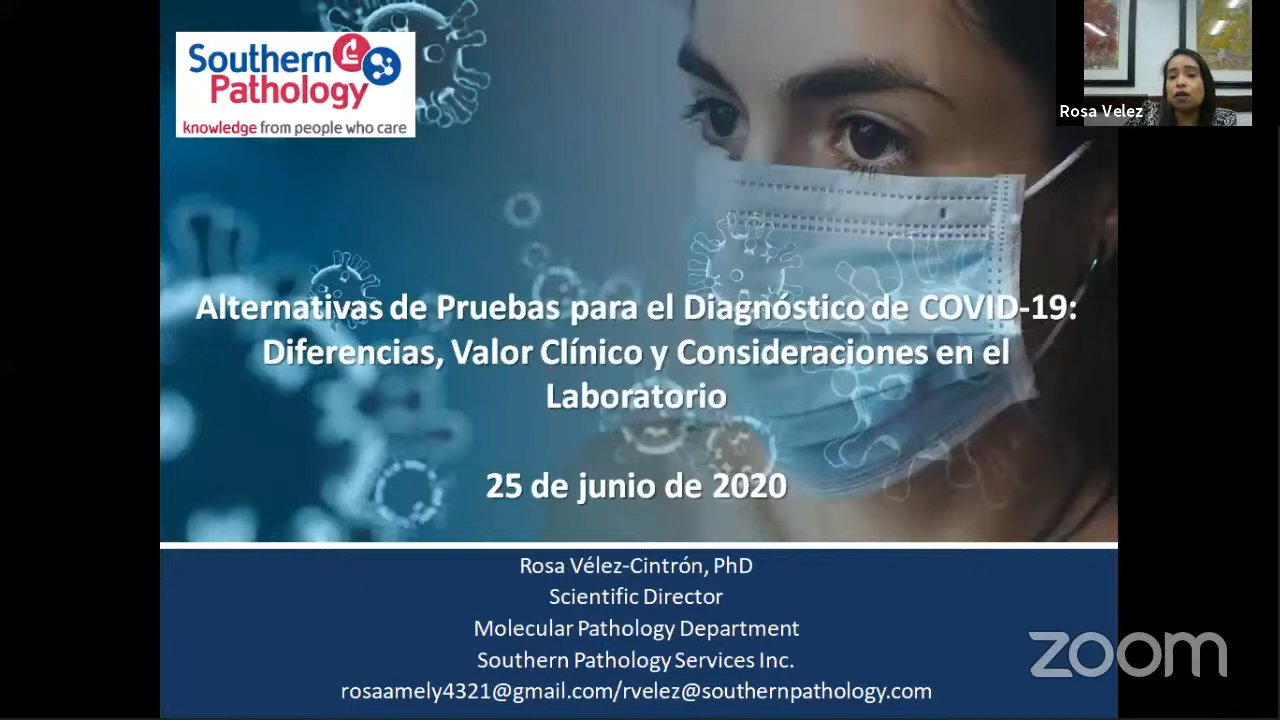 Southern
Pathology
knowledge from people who care
Rosa Velez
Alternativas de Pruebas para el Diagnóstico de COVID-19:
Diferencias, Valor Clínico y Consideraciones en el
Laboratorio
25 de junio de 2020
Rosa Vélez-Cintrón, PhD
Scientific Director
Molecular Pathology Department
Southern Pathology Services Inc.
rosaamely4321@gmail.com/rvelez@southernpathology.com
zoom